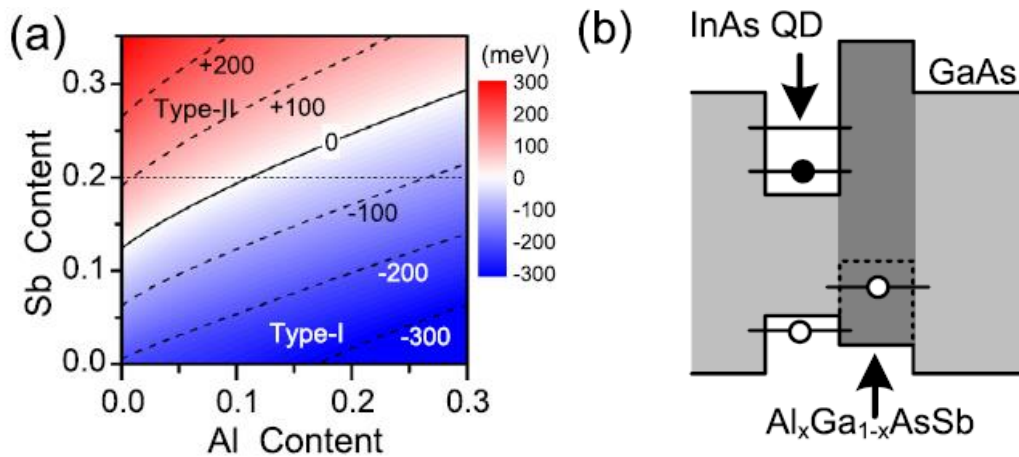 (a)
(meV)
+200
Type-II
+100
0
-100
-200
Type-I
-300
0.3
0.2
0.1
0.0
Sb Content
0.0 0.1 0.2 0.3
Al Content
300
200
100
0
-100
-200
-300
(b)
InAs QD
GaAs
AlₓGa₁₋ₓAsSb